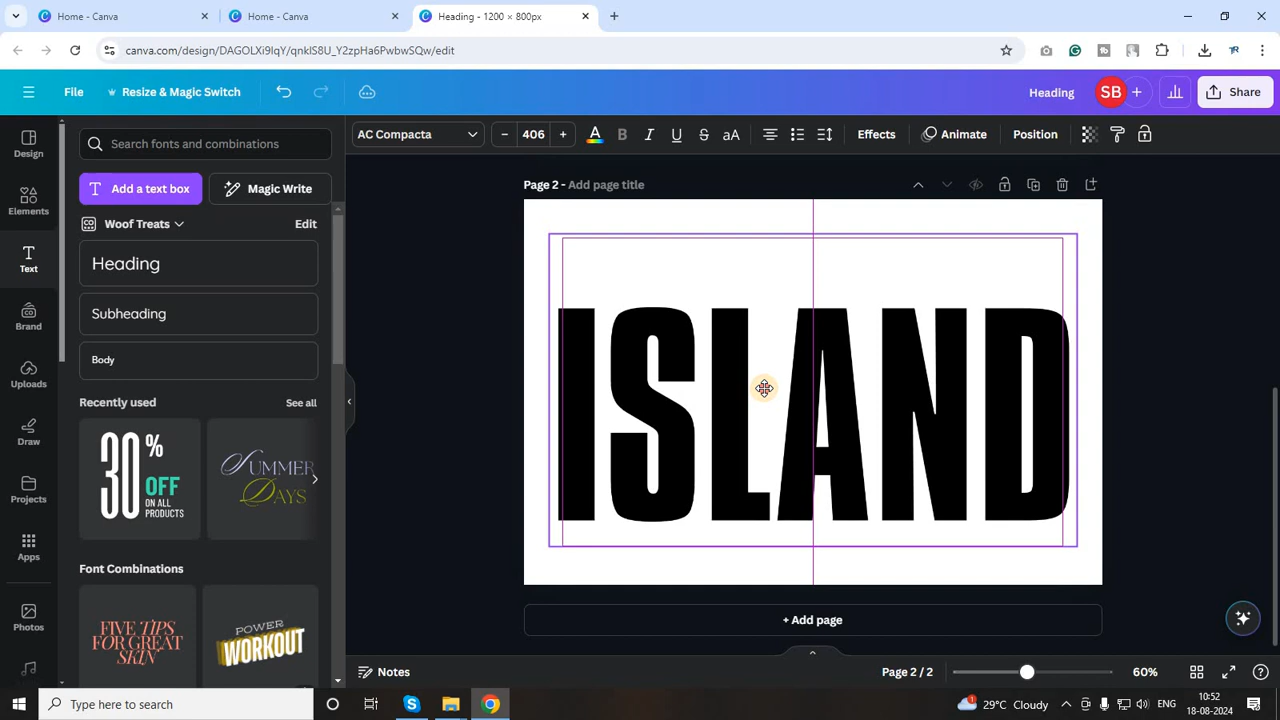 Home - Canva
Home - Canva
Heading - 1200 × 800px
canva.com/design/DAGOLXi9IqY/qnkIS8U_Y2zpHa6PwbwSQw/edit
File
Resize & Magic Switch
Heading
SB
Share
Design
Elements
Text
Brand
Uploads
Draw
Projects
Apps
Photos
Search fonts and combinations
Add a text box
Magic Write
Woof Treats
Edit
Heading
Subheading
Body
Recently used
See all
30%
OFF
ON ALL
PRODUCTS
SUMMER
DAYS
Font Combinations
FIVE TIPS
FOR GREAT
SKIN
POWER
WORKOUT
AC Compacta
406
A
B
I
U
S
aA
Effects
Animate
Position
Page 2 - Add page title
ISLAND
+ Add page
Notes
Page 2 / 2
60%
Type here to search
29°C Cloudy
ENG
10:52
18-08-2024